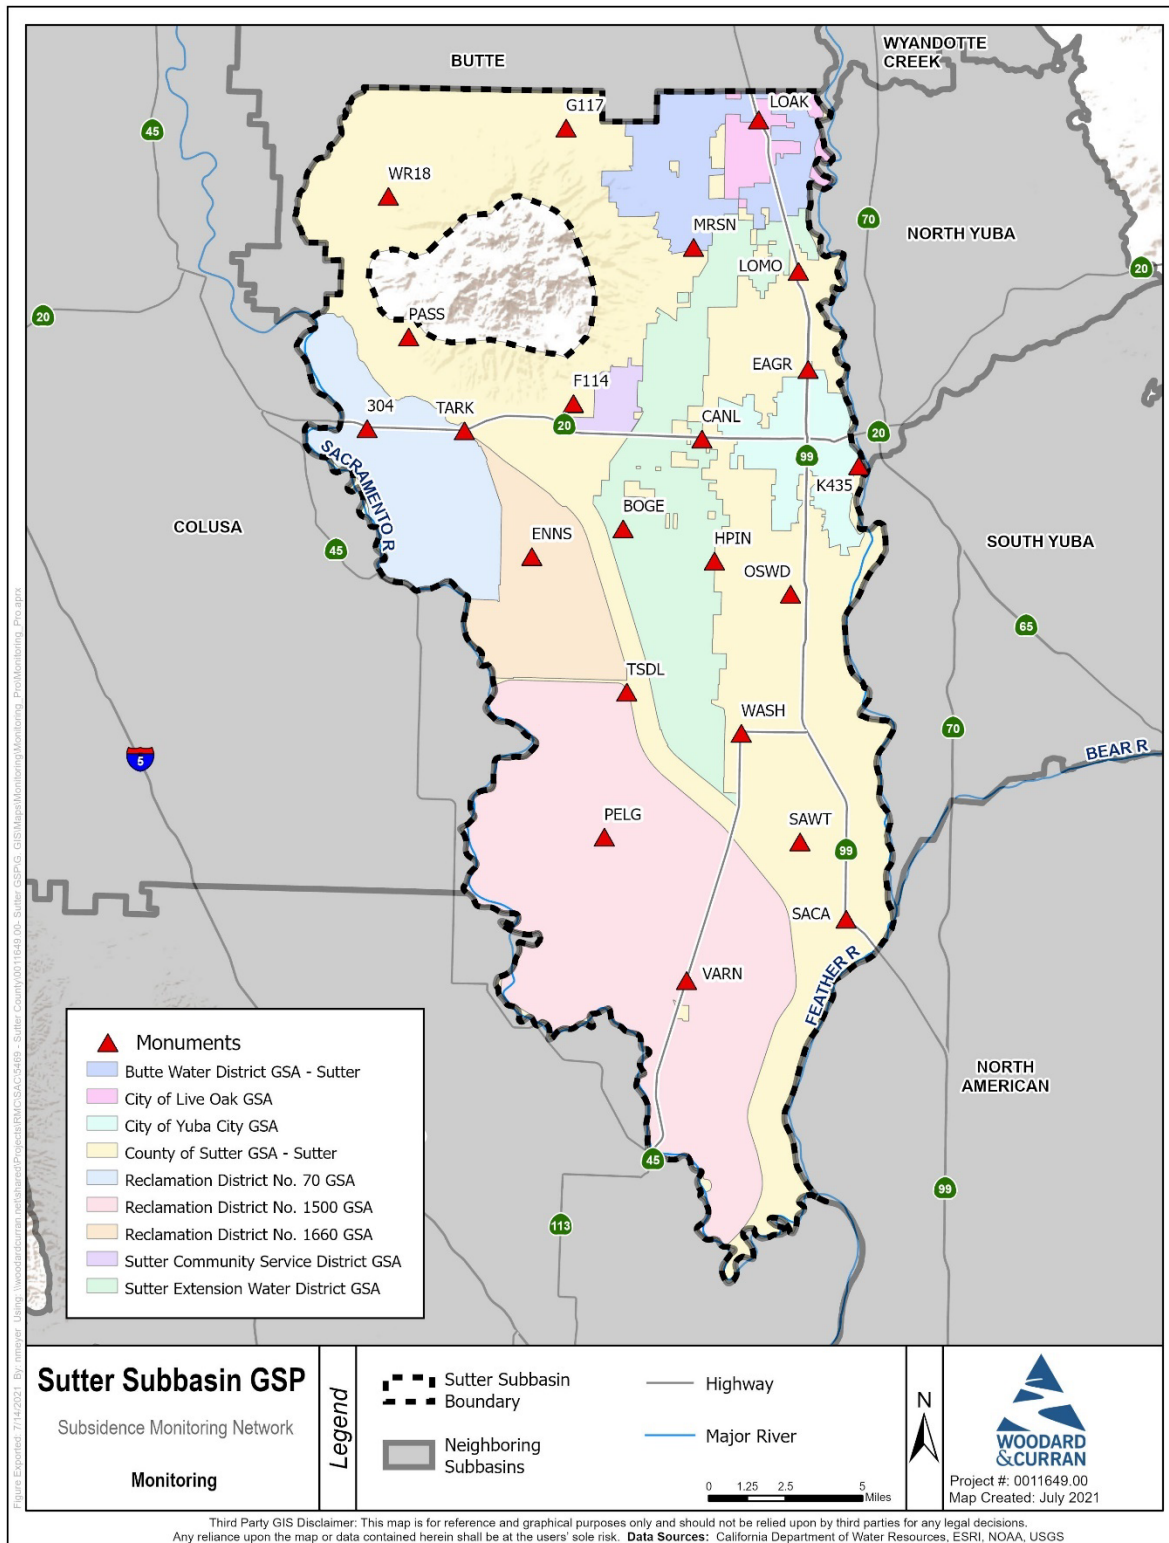 BUTTE
WYANDOTTE
CREEK
45
G117
LOAK
WR18
70
NORTH YUBA
MRSN
LOMO
20
20
PASS
EAGR
F114
304
TARK
CANL
20
20
99
SACRAMENTO R
K435
COLUSA
BOGE
ENNS
HPIN
SOUTH YUBA
45
OSWD
65
TSDL
WASH
70
BEAR R
5
PELG
SAWT
99
SACA
VARN
FEATHER R
NORTH
AMERICAN
45
99
113
Monuments
Butte Water District GSA - Sutter
City of Live Oak GSA
City of Yuba City GSA
County of Sutter GSA - Sutter
Reclamation District No. 70 GSA
Reclamation District No. 1500 GSA
Reclamation District No. 1660 GSA
Sutter Community Service District GSA
Sutter Extension Water District GSA
Sutter Subbasin GSP
Subsidence Monitoring Network
Monitoring
Legend
Sutter Subbasin
Boundary
Neighboring
Subbasins
Highway
Major River
0 1.25 2.5 5
Miles
N
WOODARD
&CURRAN
Project #: 0011649.00
Map Created: July 2021
Third Party GIS Disclaimer: This map is for reference and graphical purposes only and should not be relied upon by third parties for any legal decisions.
Any reliance upon the map or data contained herein shall be at the users' sole risk. Data Sources: California Department of Water Resources, ESRI, NOAA, USGS